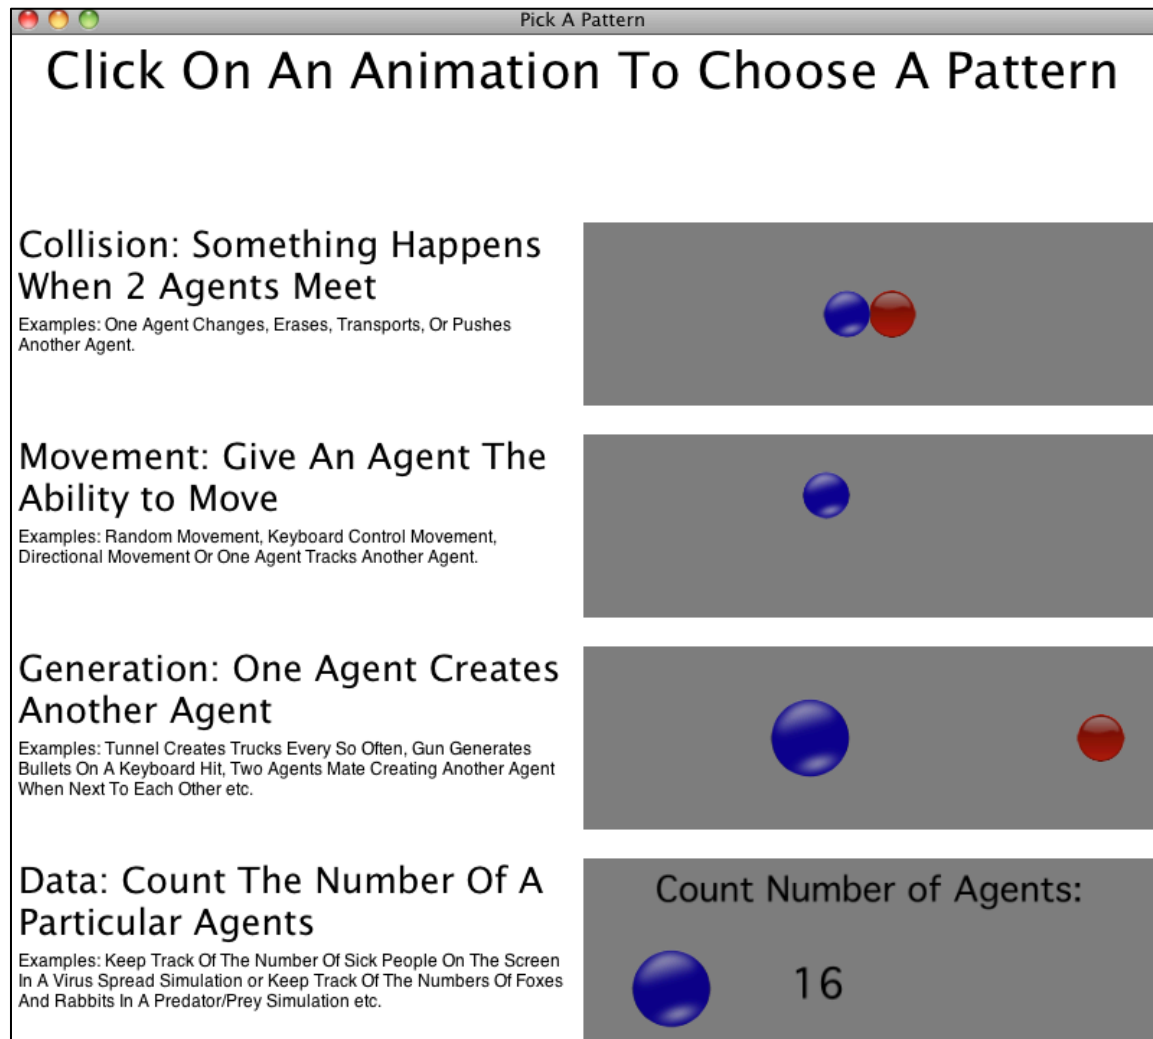 Pick A Pattern
Click On An Animation To Choose A Pattern
Collision: Something Happens
When 2 Agents Meet
Examples: One Agent Changes, Erases, Transports, Or Pushes
Another Agent.
Movement: Give An Agent The
Ability to Move
Examples: Random Movement, Keyboard Control Movement,
Directional Movement Or One Agent Tracks Another Agent.
Generation: One Agent Creates
Another Agent
Examples: Tunnel Creates Trucks Every So Often, Gun Generates
Bullets On A Keyboard Hit, Two Agents Mate Creating Another Agent
When Next To Each Other etc.
Data: Count The Number Of A
Particular Agents
Examples: Keep Track Of The Number Of Sick People On The Screen
In A Virus Spread Simulation or Keep Track Of The Numbers Of Foxes
And Rabbits In A Predator/Prey Simulation etc.
Count Number of Agents:
16